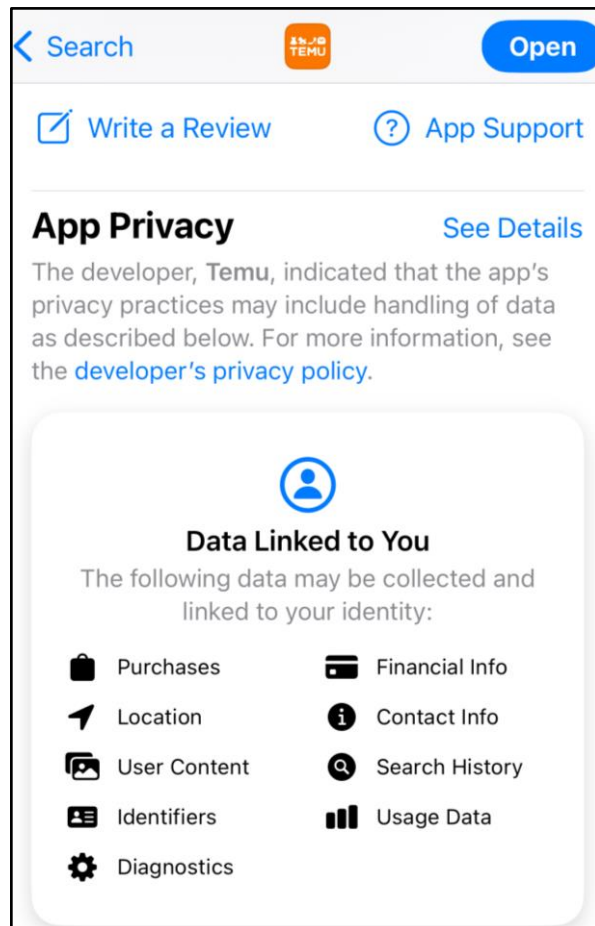 Search
TEMU
Open
Write a Review
App Support
App Privacy
See Details
The developer, Temu, indicated that the app's
privacy practices may include handling of data
as described below. For more information, see
the developer's privacy policy.
Data Linked to You
The following data may be collected and
linked to your identity:
Purchases
Financial Info
Location
Contact Info
User Content
Search History
Identifiers
Usage Data
Diagnostics